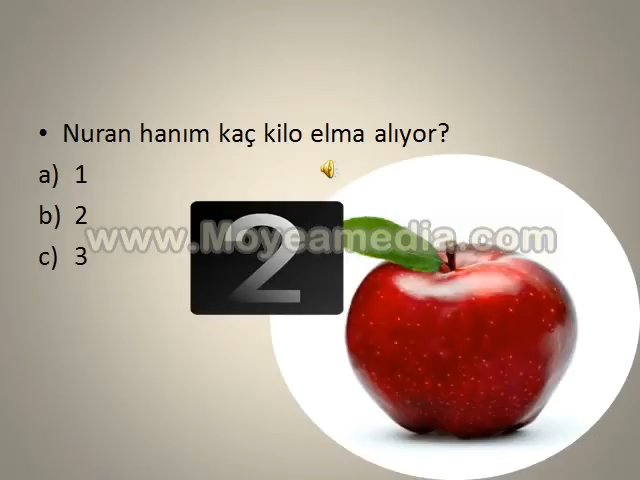 • Nuran hanım kaç kilo elma alıyor?
a) 1
b) 2
c) 3
2
www.Moyeamedia.com